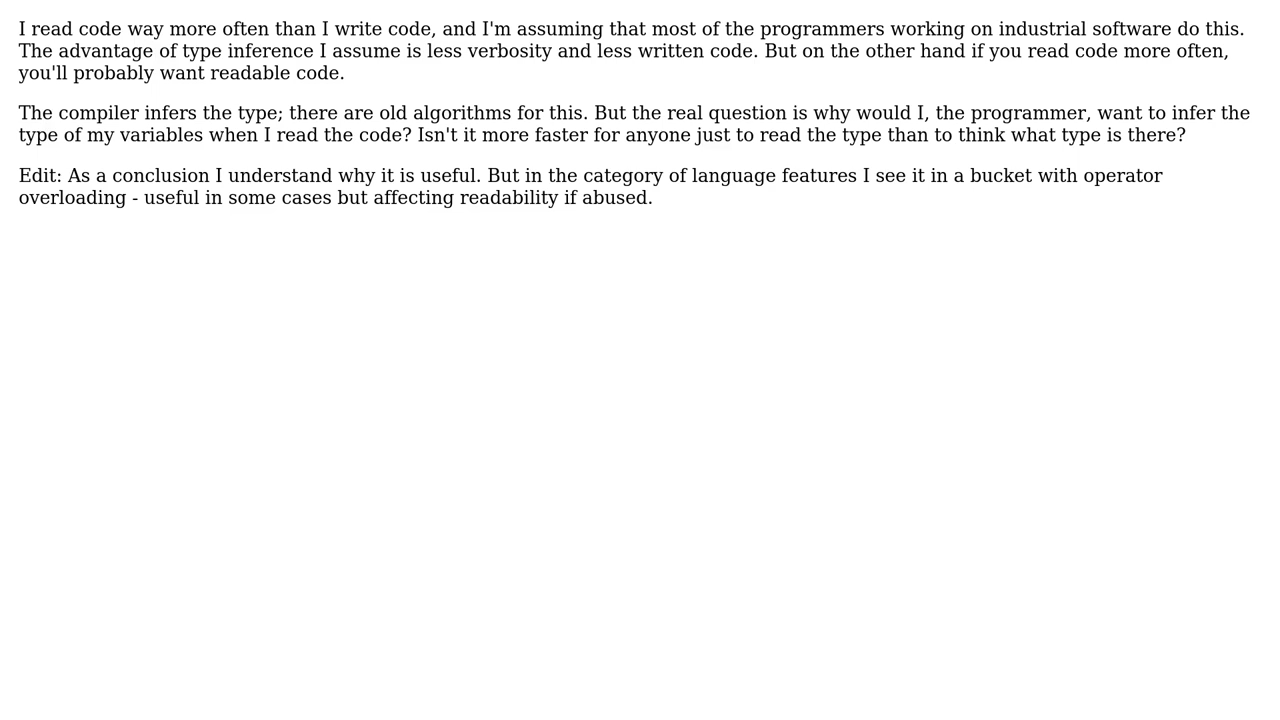 I read code way more often than I write code, and I'm assuming that most of the programmers working on industrial software do this.
The advantage of type inference I assume is less verbosity and less written code. But on the other hand if you read code more often,
you'll probably want readable code.
The compiler infers the type; there are old algorithms for this. But the real question is why would I, the programmer, want to infer the
type of my variables when I read the code? Isn't it more faster for anyone just to read the type than to think what type is there?
Edit: As a conclusion I understand why it is useful. But in the category of language features I see it in a bucket with operator
overloading - useful in some cases but affecting readability if abused.